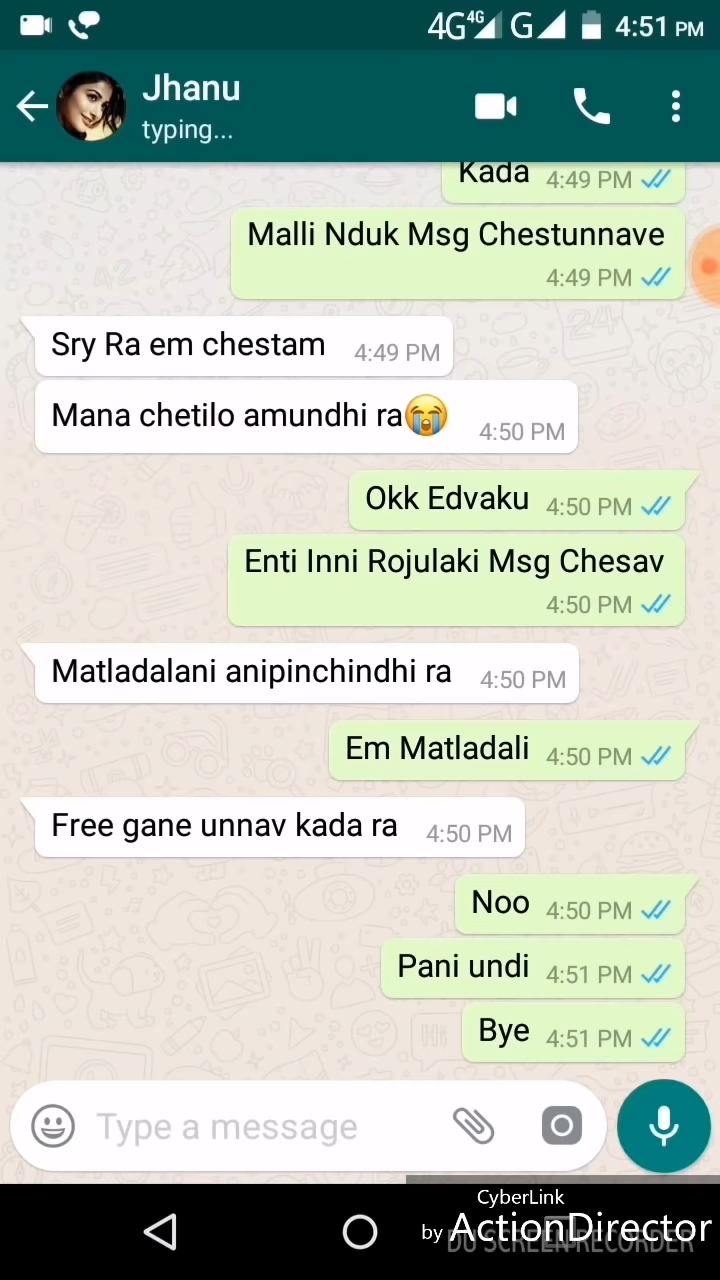 4G 4G G 4:51 PM
Jhanu
typing...
Kada 4:49 PM
Malli Nduk Msg Chestunnave
4:49 PM
Sry Ra em chestam 4:49 PM
Mana chetilo amundhi ra😭 4:50 PM
Okk Edvaku 4:50 PM
Enti Inni Rojulaki Msg Chesav
4:50 PM
Matladalani anipinchindhi ra 4:50 PM
Em Matladali 4:50 PM
Free gane unnav kada ra 4:50 PM
Noo 4:50 PM
Pani undi 4:51 PM
Bye 4:51 PM
Type a message
CyberLink
by ActionDirector
DU SCREEN RECORDER